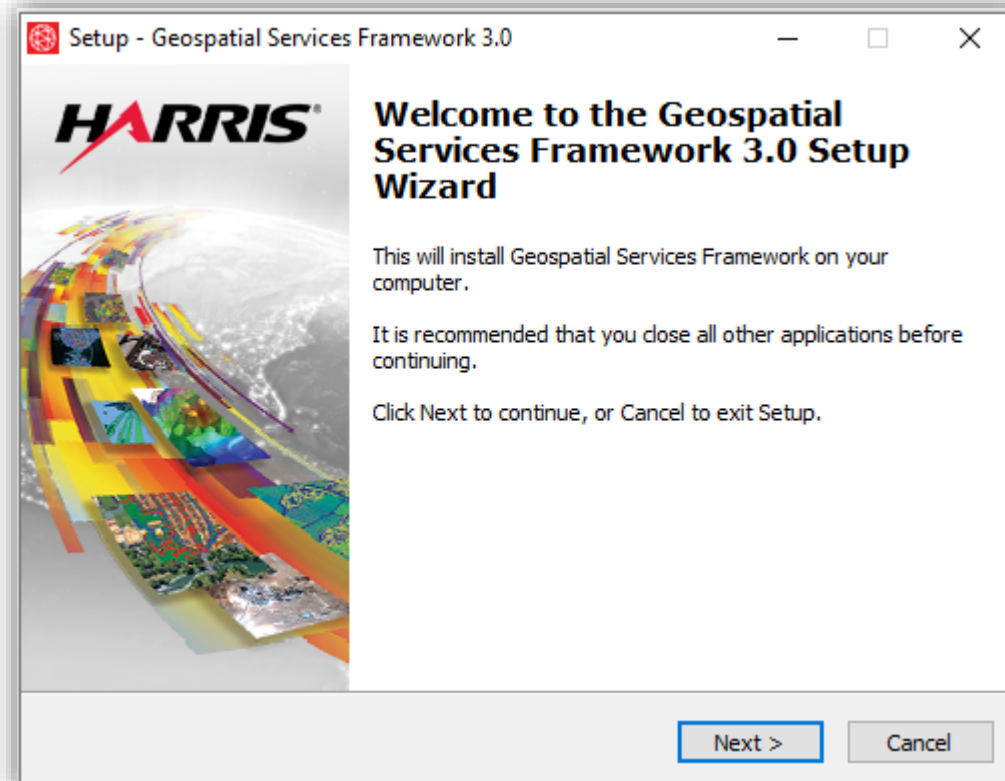 Setup - Geospatial Services Framework 3.0
HARRIS®
Welcome to the Geospatial
Services Framework 3.0 Setup
Wizard
This will install Geospatial Services Framework on your
computer.
It is recommended that you close all other applications before
continuing.
Click Next to continue, or Cancel to exit Setup.
Next >
Cancel